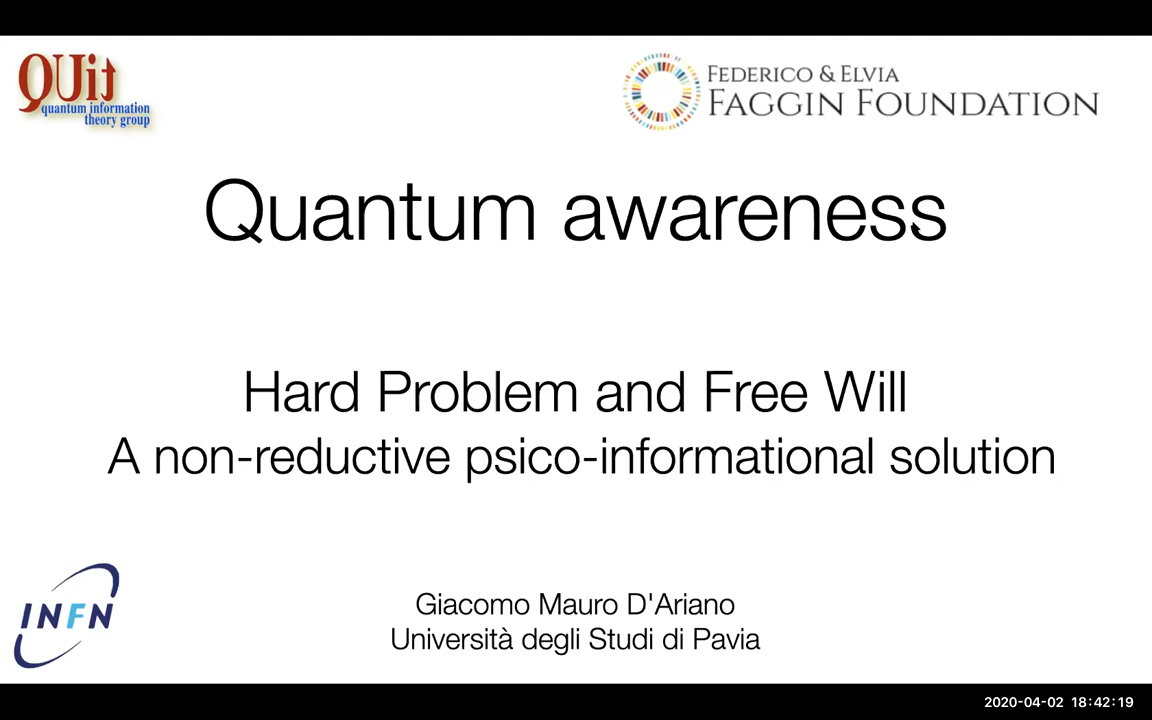 QUit
quantum information
theory group
FEDERICO & ELVIA
FAGGIN FOUNDATION
Quantum awareness
Hard Problem and Free Will
A non-reductive psico-informational solution
INFN
Giacomo Mauro D'Ariano
Università degli Studi di Pavia
2020-04-02 18:42:19